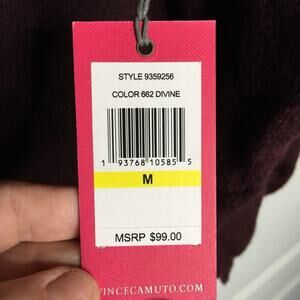 STYLE 9359256
COLOR 662 DIVINE
1 93768 10585 5
M
MSRP $99.00
VINCECAMUTO.COM